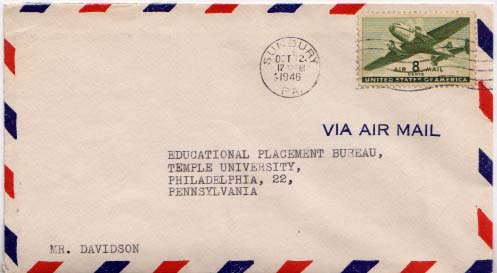 SUNBURY
OCT 2
1946
PA.
AIR 8 MAIL
CENTS
UNITED STATES OF AMERICA
VIA AIR MAIL
EDUCATIONAL PLACEMENT BUREAU,
TEMPLE UNIVERSITY,
PHILADELPHIA, 22,
PENNSYLVANIA
MR. DAVIDSON